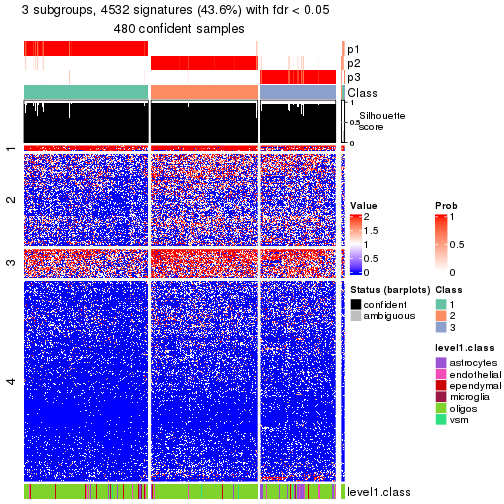 3 subgroups, 4532 signatures (43.6%) with fdr < 0.05
480 confident samples
p1
p2
p3
Class
1
0.5
0
Silhouette
score
1
2
3
4
Value
2
1.5
1
0.5
0
Prob
1
0.5
0
Status (barplots)
confident
ambiguous
Class
1
2
3
level1.class
astrocytes
endothelial
ependymal
microglia
oligos
vsm
level1.class